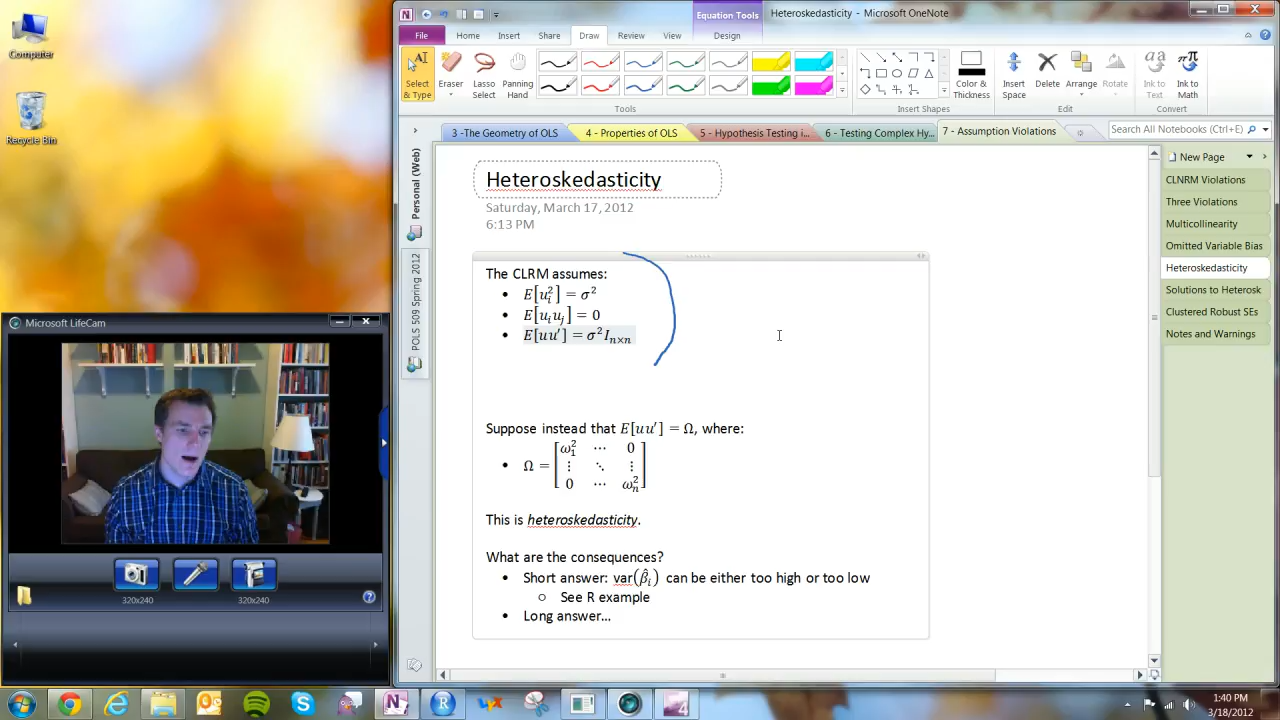 Computer
Recycle Bin
Microsoft LifeCam
320x240
320x240
Equation Tools
Heteroskedasticity - Microsoft OneNote
File
Home
Insert
Share
Draw
Review
View
Design
Select & Type
Eraser
Lasso Select
Panning Hand
Color & Thickness
Insert Space
Delete
Arrange
Rotate
Ink to Text
Ink to Math
Tools
Insert Shapes
Edit
Convert
3 -The Geometry of OLS
4 - Properties of OLS
5 - Hypothesis Testing i...
6 - Testing Complex Hy...
7 - Assumption Violations
Search All Notebooks (Ctrl+E)
Personal (Web)
POLS 509 Spring 2012
Heteroskedasticity
Saturday, March 17, 2012
6:13 PM
The CLRM assumes:
• E[u_i^2] = σ^2
• E[u_i u_j] = 0
• E[uu′] = σ^2 I_{n×n}
Suppose instead that E[uu′] = Ω, where:
• Ω = [ω_1^2 ⋯ 0
⋮ ⋱ ⋮
0 ⋯ ω_n^2]
This is heteroskedasticity.
What are the consequences?
• Short answer: var(β̂_i) can be either too high or too low
○ See R example
• Long answer...
New Page
CLNRM Violations
Three Violations
Multicollinearity
Omitted Variable Bias
Heteroskedasticity
Solutions to Heterosk
Clustered Robust SEs
Notes and Warnings
1:40 PM
3/18/2012